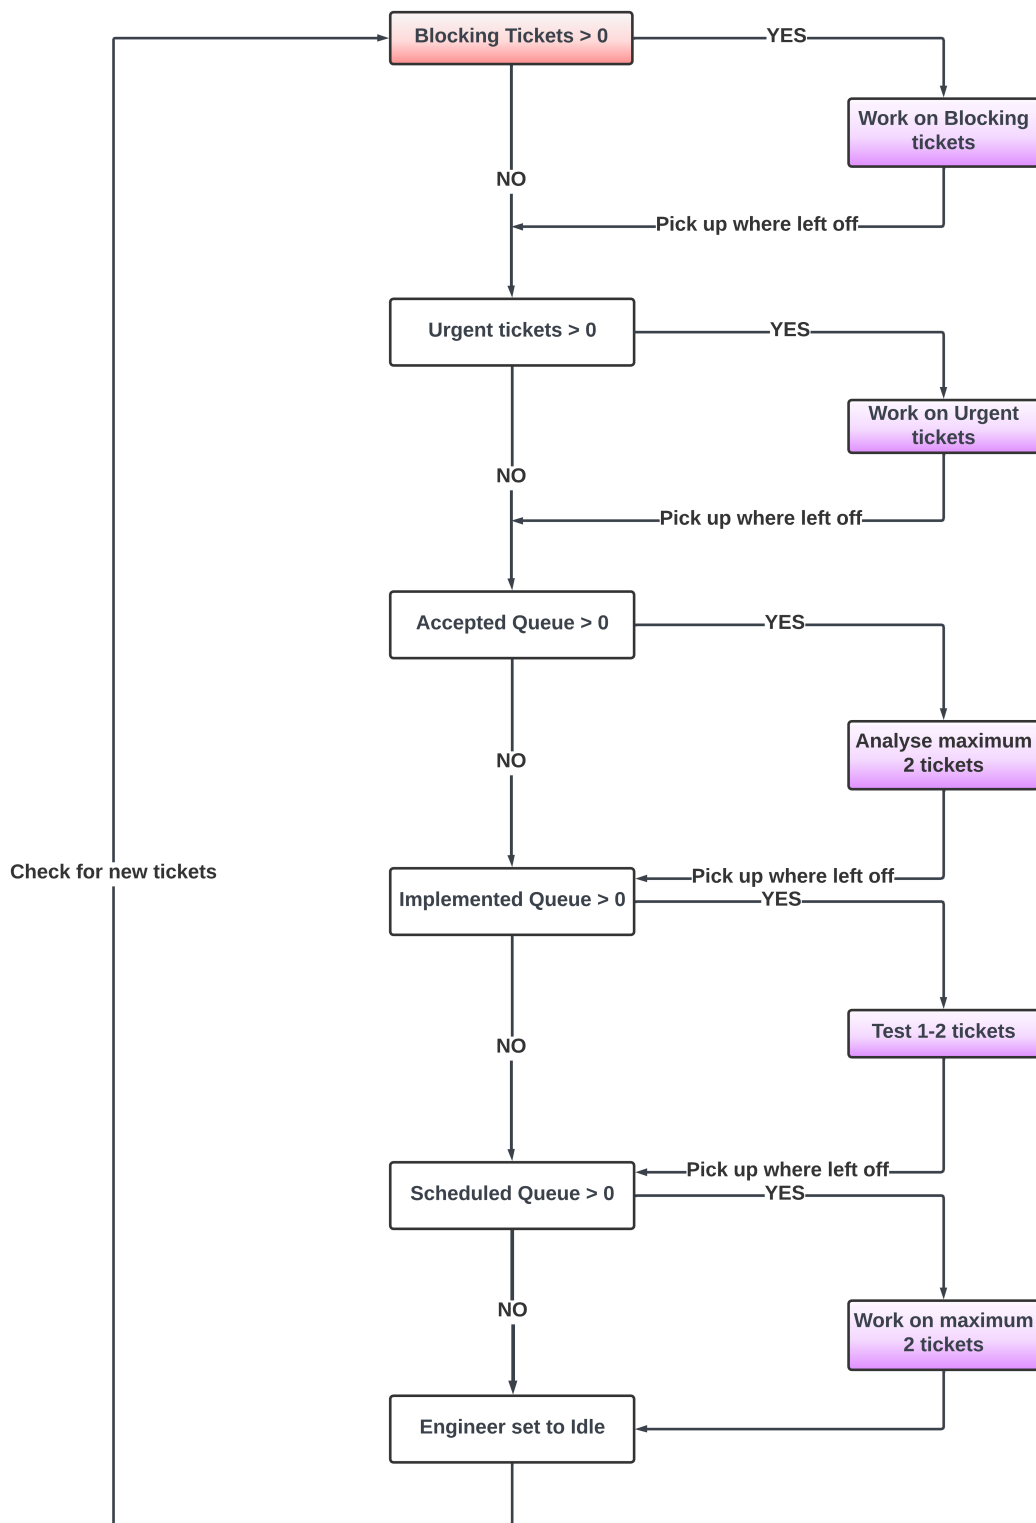 Blocking Tickets > 0
YES
Work on Blocking
tickets
NO
Pick up where left off
Urgent tickets > 0
YES
Work on Urgent
tickets
NO
Pick up where left off
Accepted Queue > 0
YES
Analyse maximum
2 tickets
NO
Check for new tickets
Pick up where left off
Implemented Queue > 0
YES
Test 1-2 tickets
NO
Pick up where left off
Scheduled Queue > 0
YES
NO
Work on maximum
2 tickets
Engineer set to Idle